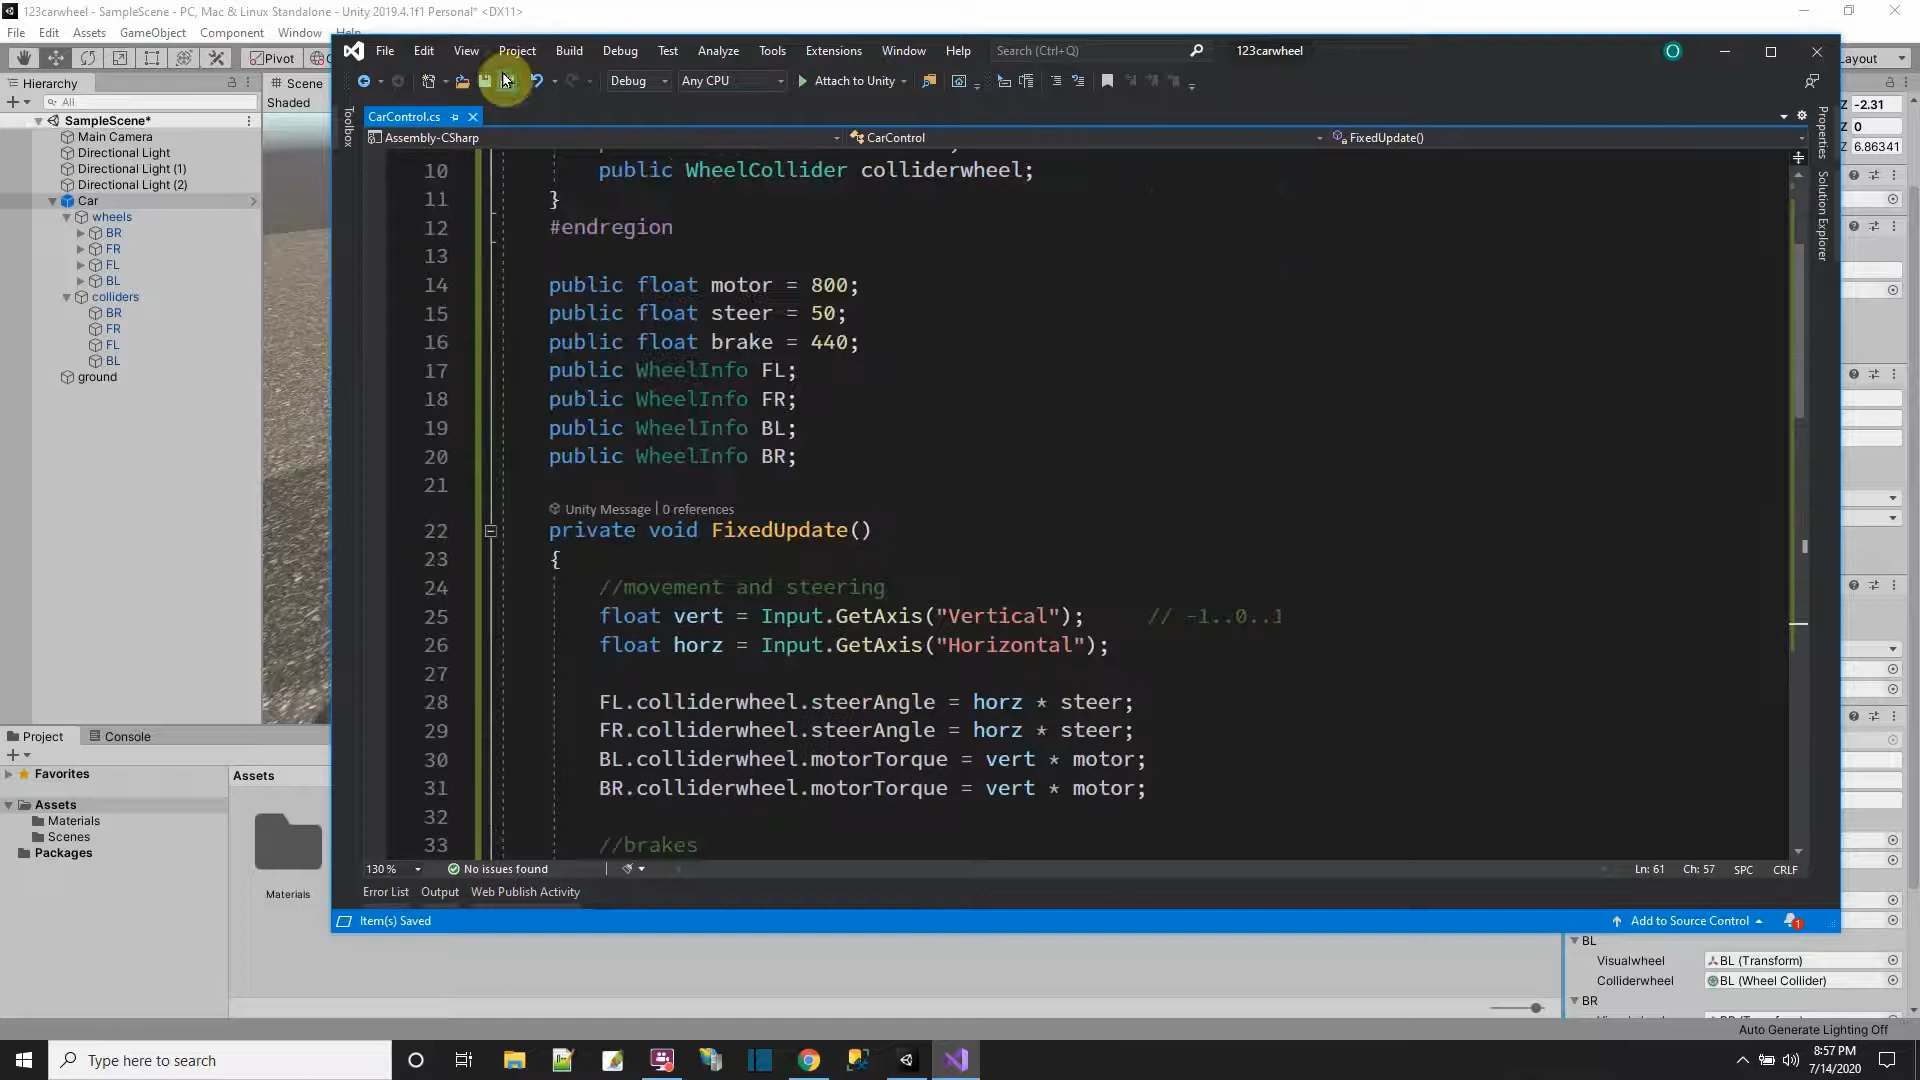 123carwheel - SampleScene - PC, Mac & Linux Standalone - Unity 2019.4.1f1 Personal* <DX11>
File Edit Assets GameObject Component Window Help
Pivot
Layout
Hierarchy
All
SampleScene*
Main Camera
Directional Light
Directional Light (1)
Directional Light (2)
Car
wheels
BR
FR
FL
BL
colliders
BR
FR
FL
BL
ground
Scene
Shaded
File Edit View Project Build Debug Test Analyze Tools Extensions Window Help Search (Ctrl+Q) 123carwheel O
Debug Any CPU Attach to Unity
CarControl.cs
Assembly-CSharp CarControl FixedUpdate()
Toolbox
Properties
Solution Explorer
10 public WheelCollider colliderwheel;
11 }
12 #endregion
13
14 public float motor = 800;
15 public float steer = 50;
16 public float brake = 440;
17 public WheelInfo FL;
18 public WheelInfo FR;
19 public WheelInfo BL;
20 public WheelInfo BR;
21
Unity Message | 0 references
22 private void FixedUpdate()
23 {
24 //movement and steering
25 float vert = Input.GetAxis("Vertical"); // -1..0..1
26 float horz = Input.GetAxis("Horizontal");
27
28 FL.colliderwheel.steerAngle = horz * steer;
29 FR.colliderwheel.steerAngle = horz * steer;
30 BL.colliderwheel.motorTorque = vert * motor;
31 BR.colliderwheel.motorTorque = vert * motor;
32
33 //brakes
130 % No issues found Ln: 61 Ch: 57 SPC CRLF
Error List Output Web Publish Activity
Item(s) Saved Add to Source Control 1
Z -2.31
Z 0
Z 6.86341
Project Console
Favorites
Assets
Materials
Scenes
Packages
Assets
Materials
BL
Visualwheel BL (Transform)
Colliderwheel BL (Wheel Collider)
BR
Auto Generate Lighting Off
Type here to search
8:57 PM
7/14/2020